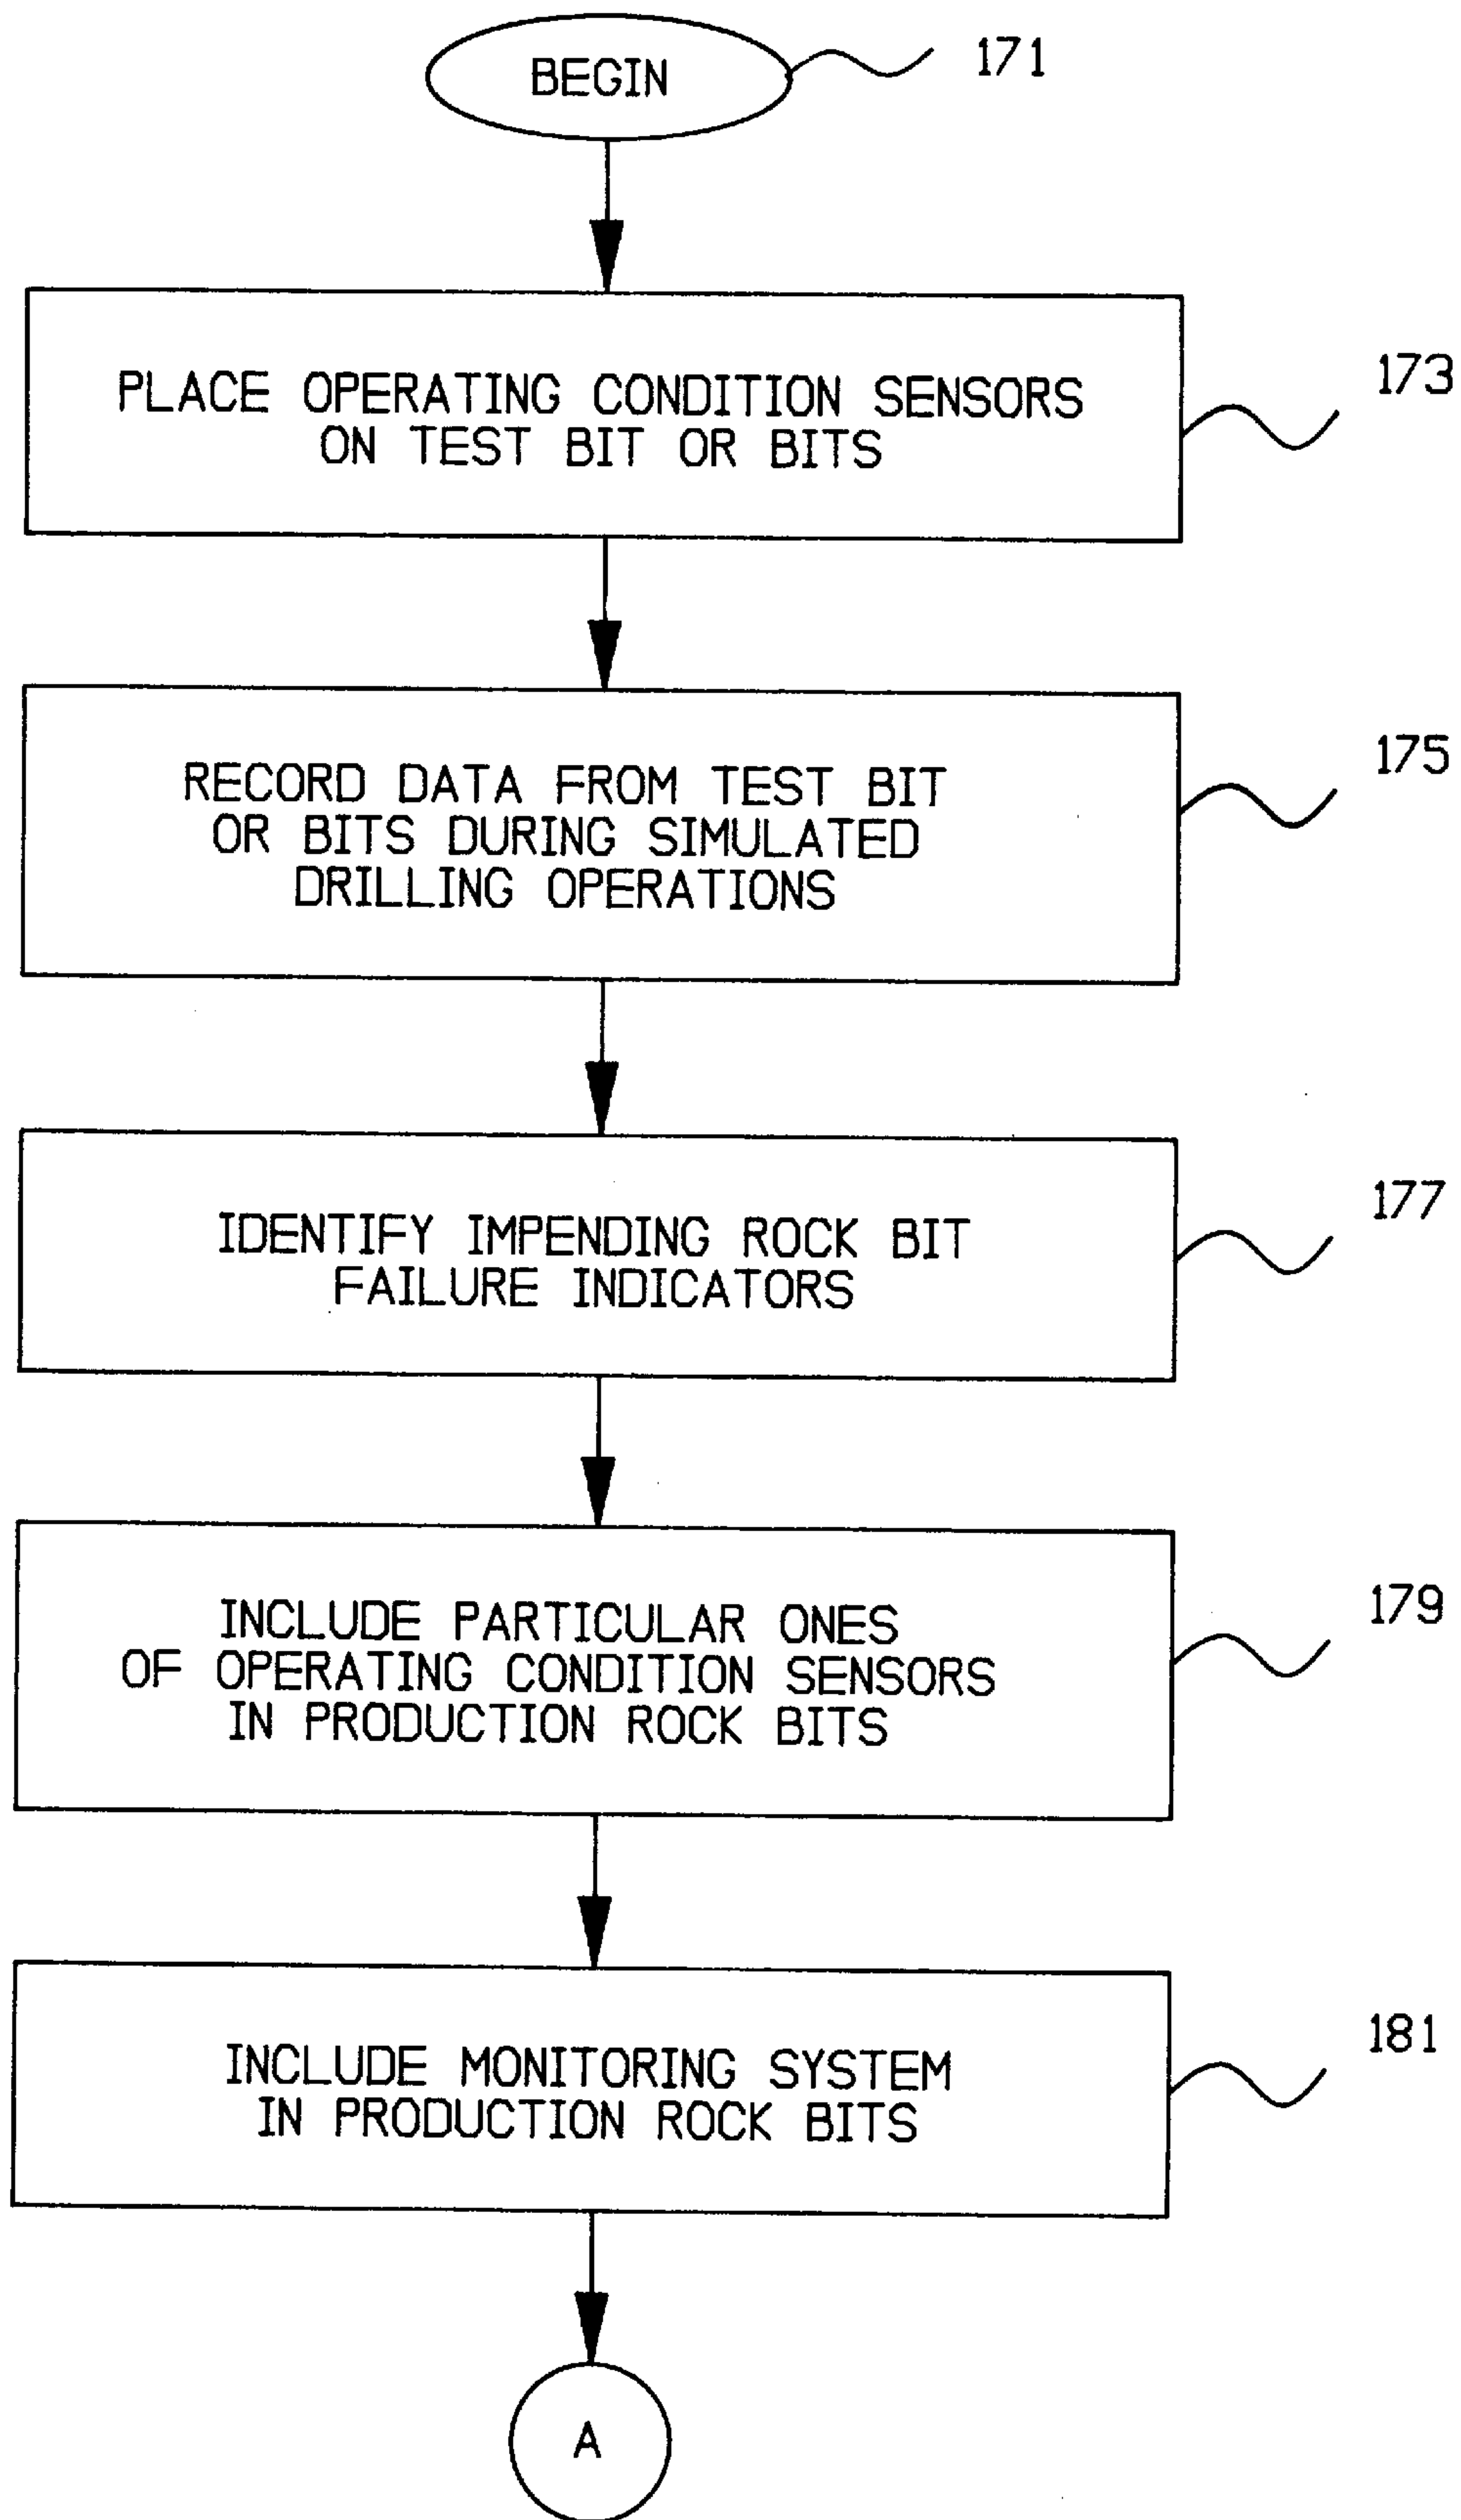 BEGIN
171
PLACE OPERATING CONDITION SENSORS
ON TEST BIT OR BITS
173
RECORD DATA FROM TEST BIT
OR BITS DURING SIMULATED
DRILLING OPERATIONS
175
IDENTIFY IMPENDING ROCK BIT
FAILURE INDICATORS
177
INCLUDE PARTICULAR ONES
OF OPERATING CONDITION SENSORS
IN PRODUCTION ROCK BITS
179
INCLUDE MONITORING SYSTEM
IN PRODUCTION ROCK BITS
181
A